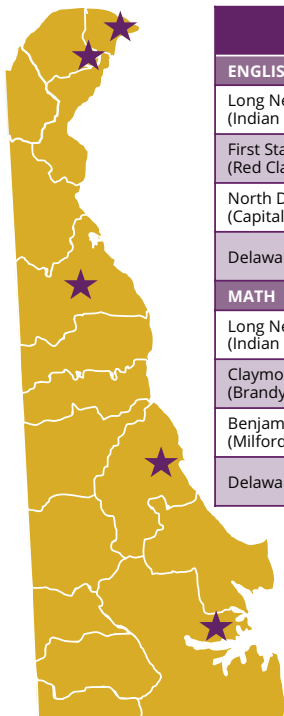 ENGLIS
Long Ne
(Indian
First Sta
(Red Cla
North D
(Capital
Delawa
MATH
Long Ne
(Indian
Claymo
(Brandy
Benjam
(Milford
Delawa